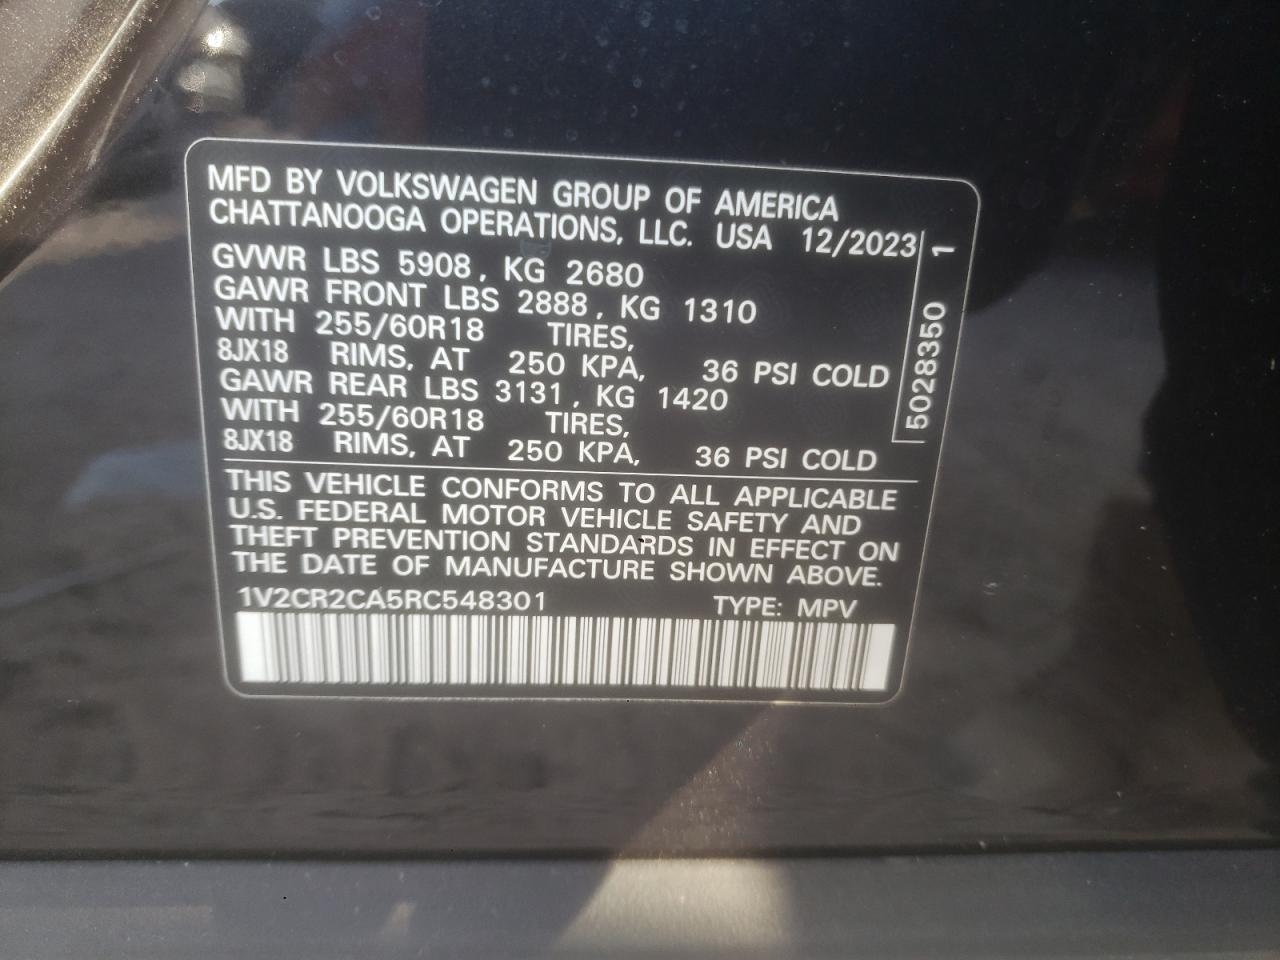 MFD BY VOLKSWAGEN GROUP OF AMERICA
CHATTANOOGA OPERATIONS, LLC. USA 12/2023
GVWR LBS 5908, KG 2680
GAWR FRONT LBS 2888, KG 1310
WITH 255/60R18 TIRES,
8JX18 RIMS, AT 250 KPA, 36 PSI COLD
GAWR REAR LBS 3131, KG 1420
WITH 255/60R18 TIRES,
8JX18 RIMS, AT 250 KPA, 36 PSI COLD
5028350 1
THIS VEHICLE CONFORMS TO ALL APPLICABLE
U.S. FEDERAL MOTOR VEHICLE SAFETY AND
THEFT PREVENTION STANDARDS IN EFFECT ON
THE DATE OF MANUFACTURE SHOWN ABOVE.
1V2CR2CA5RC548301 TYPE: MPV